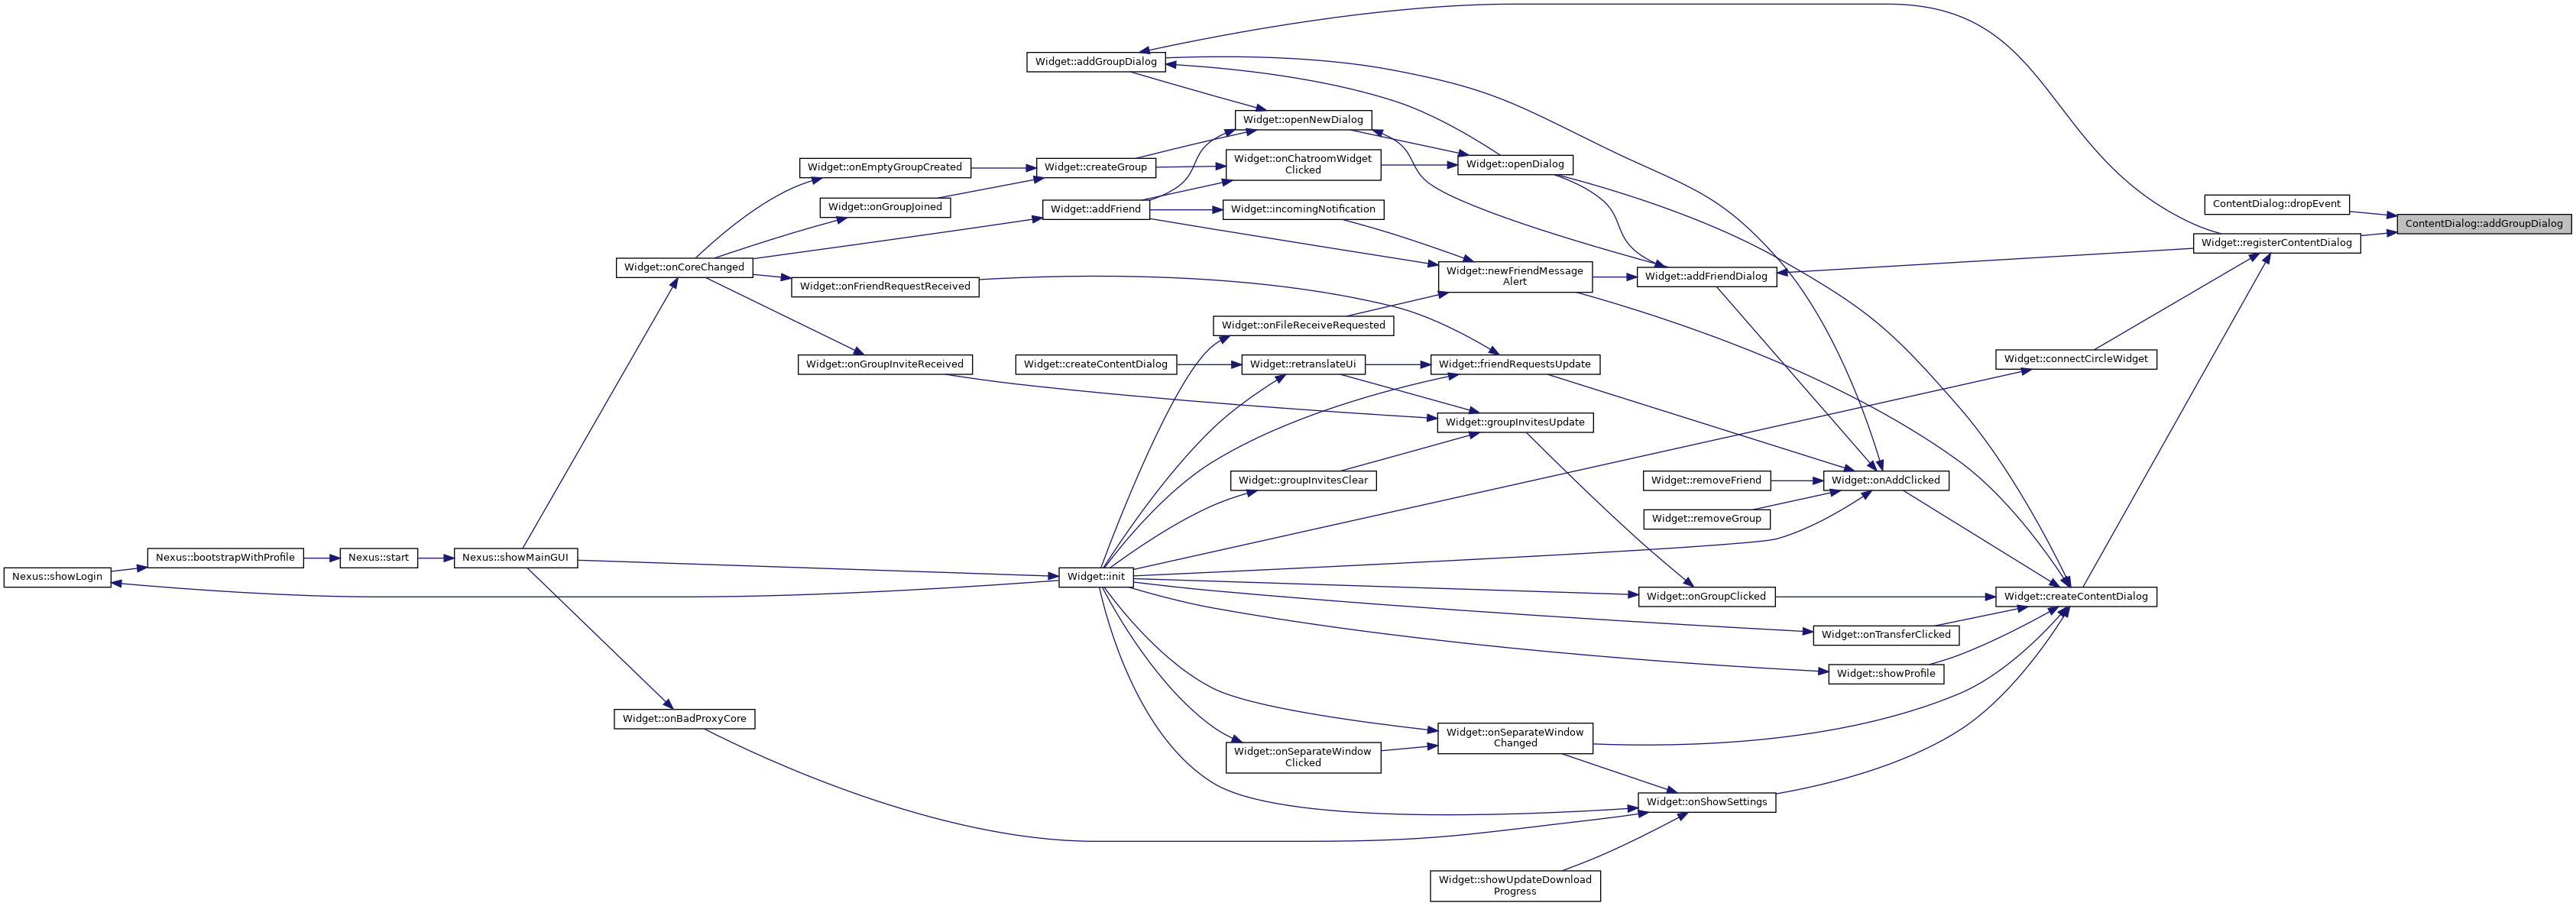 Widget::addGroupDialog
Widget::openNewDialog
Widget::onEmptyGroupCreated
Widget::createGroup
Widget::onChatroomWidget
Clicked
Widget::openDialog
Widget::onGroupJoined
Widget::addFriend
Widget::incomingNotification
ContentDialog::dropEvent
ContentDialog::addGroupDialog
Widget::registerContentDialog
Widget::onCoreChanged
Widget::onFriendRequestReceived
Widget::newFriendMessage
Alert
Widget::addFriendDialog
Widget::onFileReceiveRequested
Widget::onGroupInviteReceived
Widget::createContentDialog
Widget::retranslateUi
Widget::friendRequestsUpdate
Widget::connectCircleWidget
Widget::groupInvitesUpdate
Widget::groupInvitesClear
Widget::removeFriend
Widget::onAddClicked
Widget::removeGroup
Nexus::showLogin
Nexus::bootstrapWithProfile
Nexus::start
Nexus::showMainGUI
Widget::init
Widget::onGroupClicked
Widget::createContentDialog
Widget::onTransferClicked
Widget::showProfile
Widget::onBadProxyCore
Widget::onSeparateWindow
Clicked
Widget::onSeparateWindow
Changed
Widget::onShowSettings
Widget::showUpdateDownload
Progress